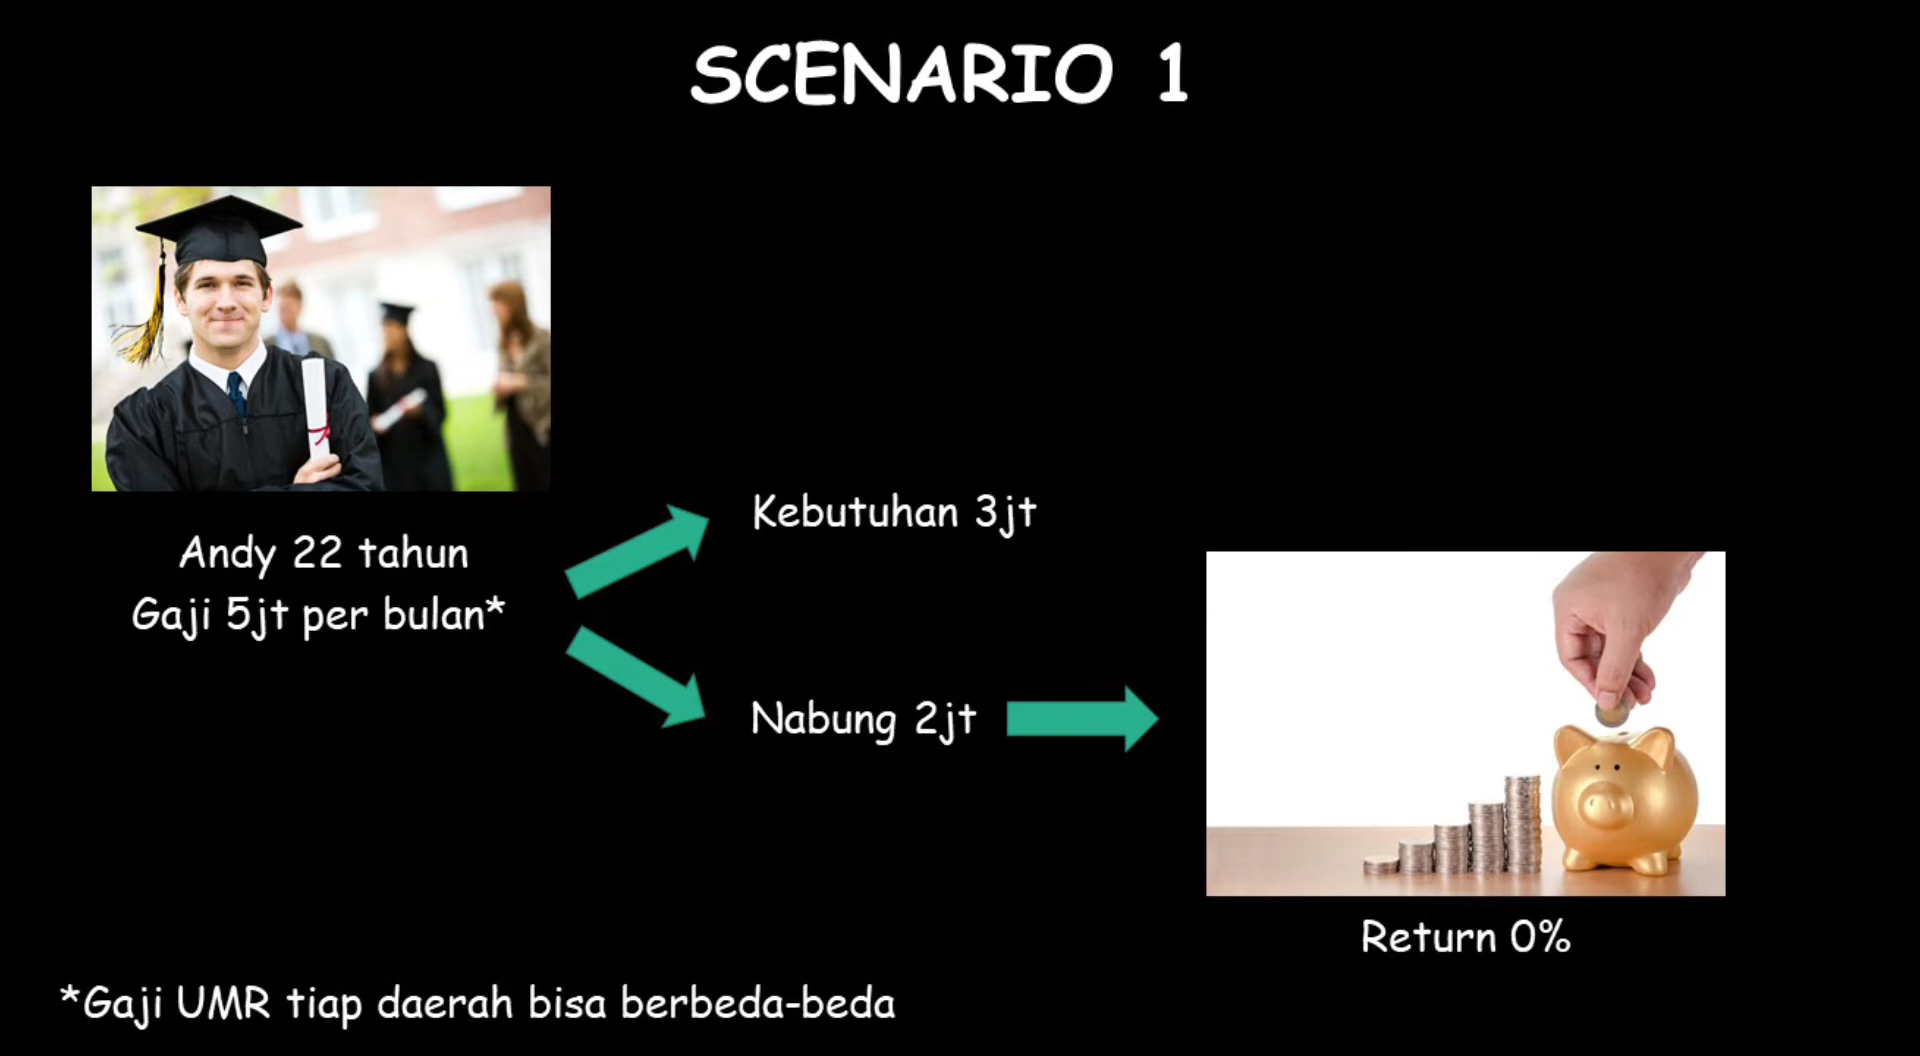 SCENARIO 1
Andy 22 tahun
Gaji 5jt per bulan*
Kebutuhan 3jt
Nabung 2jt
Return 0%
*Gaji UMR tiap daerah bisa berbeda-beda